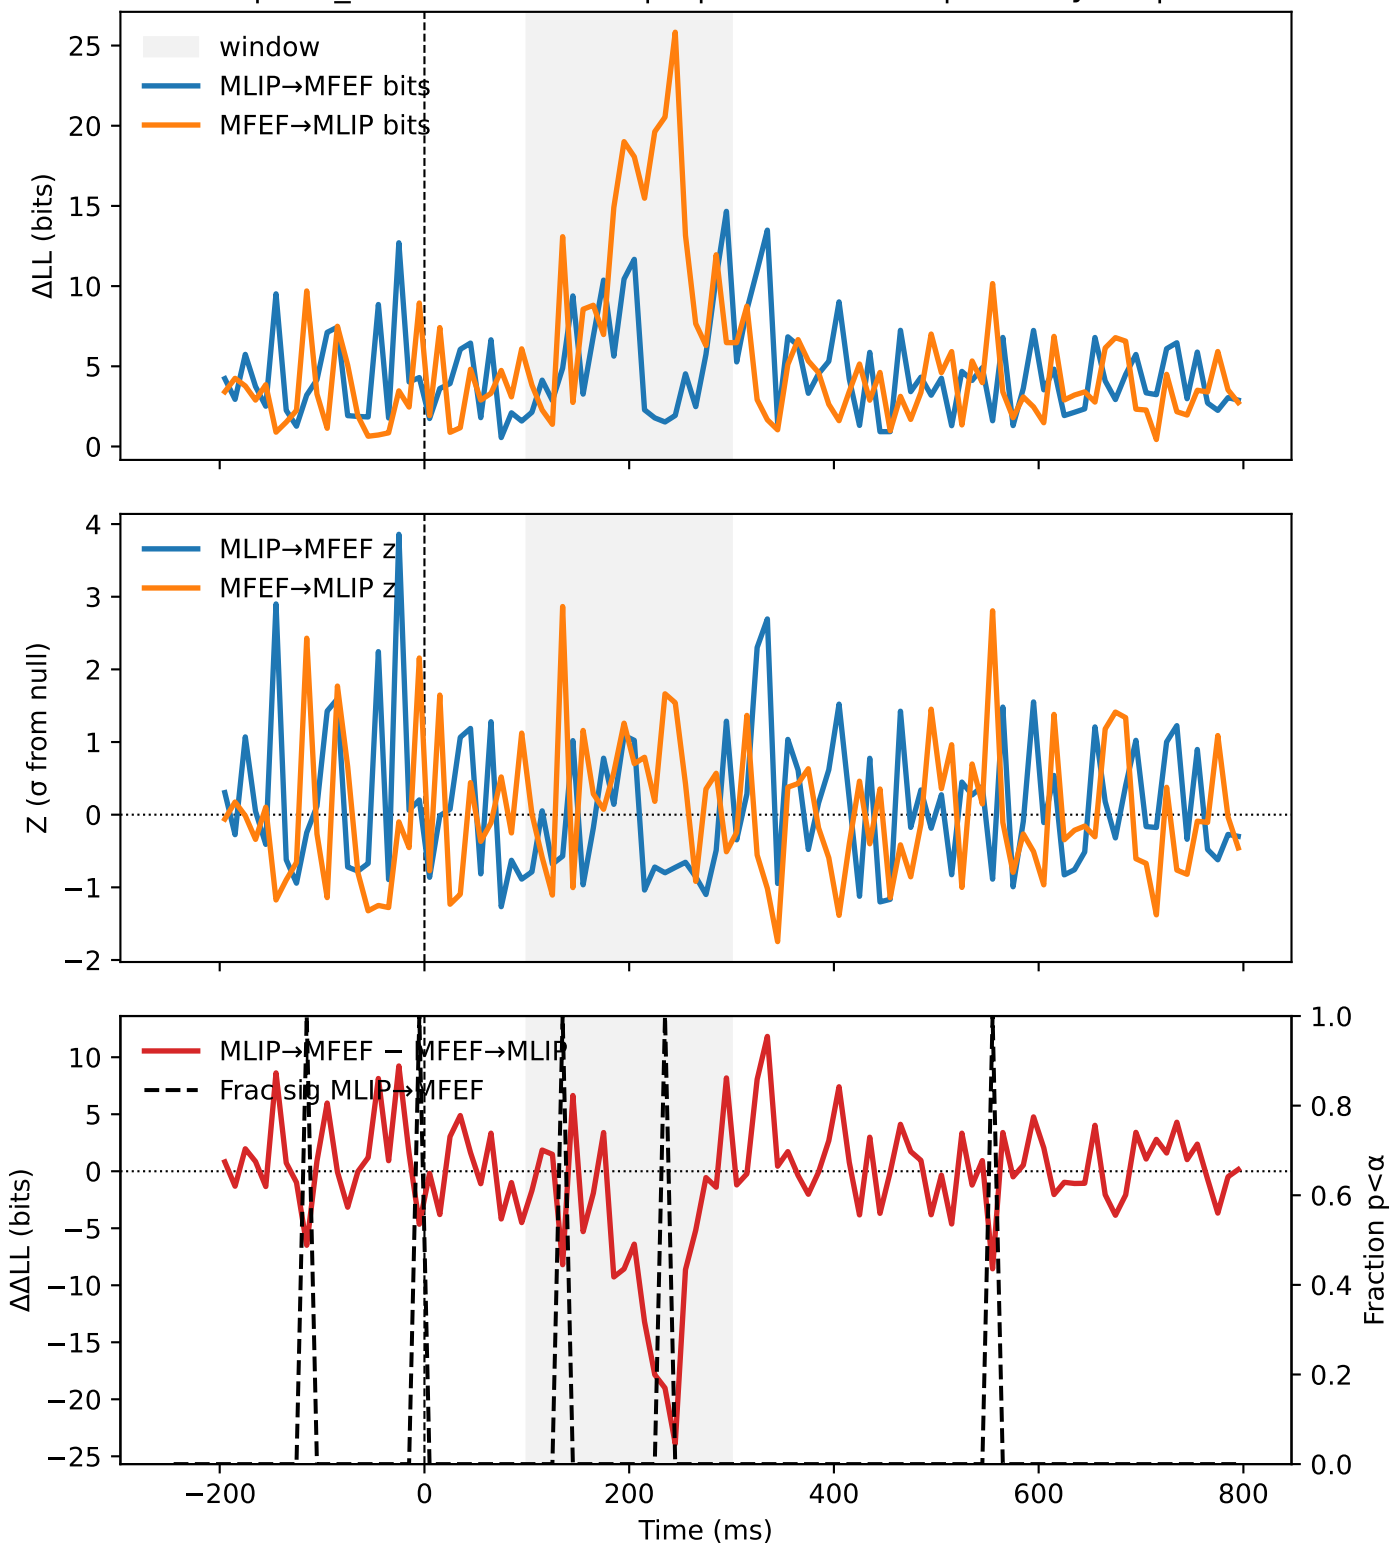 window
MLIP→MFEF bits
MFEF→MLIP bits
25
20
15
10
5
0
ΔLL (bits)
MLIP→MFEF z
MFEF→MLIP z
4
3
2
1
0
−1
−2
Z (σ from null)
MLIP→MFEF − MFEF→MLIP
Frac sig MLIP→MFEF
10
5
0
−5
−10
−15
−20
−25
ΔΔLL (bits)
1.0
0.8
0.6
0.4
0.2
0.0
Fraction p<α
−200 0 200 400 600 800
Time (ms)